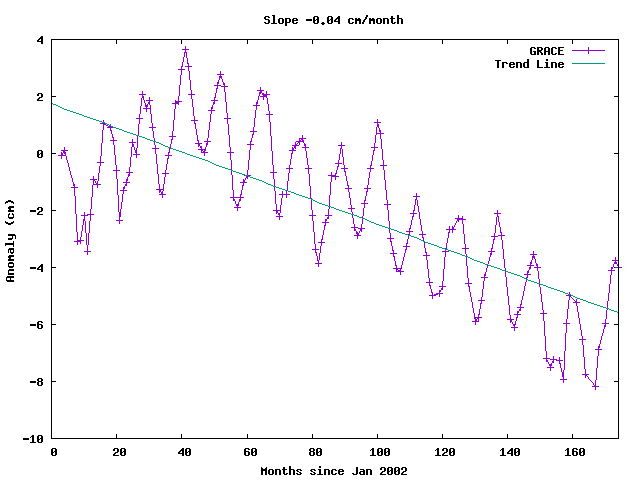 Slope -0.04 cm/month
GRACE
Trend Line
4
2
0
-2
-4
-6
-8
-10
Anomaly (cm)
0 20 40 60 80 100 120 140 160
Months since Jan 2002